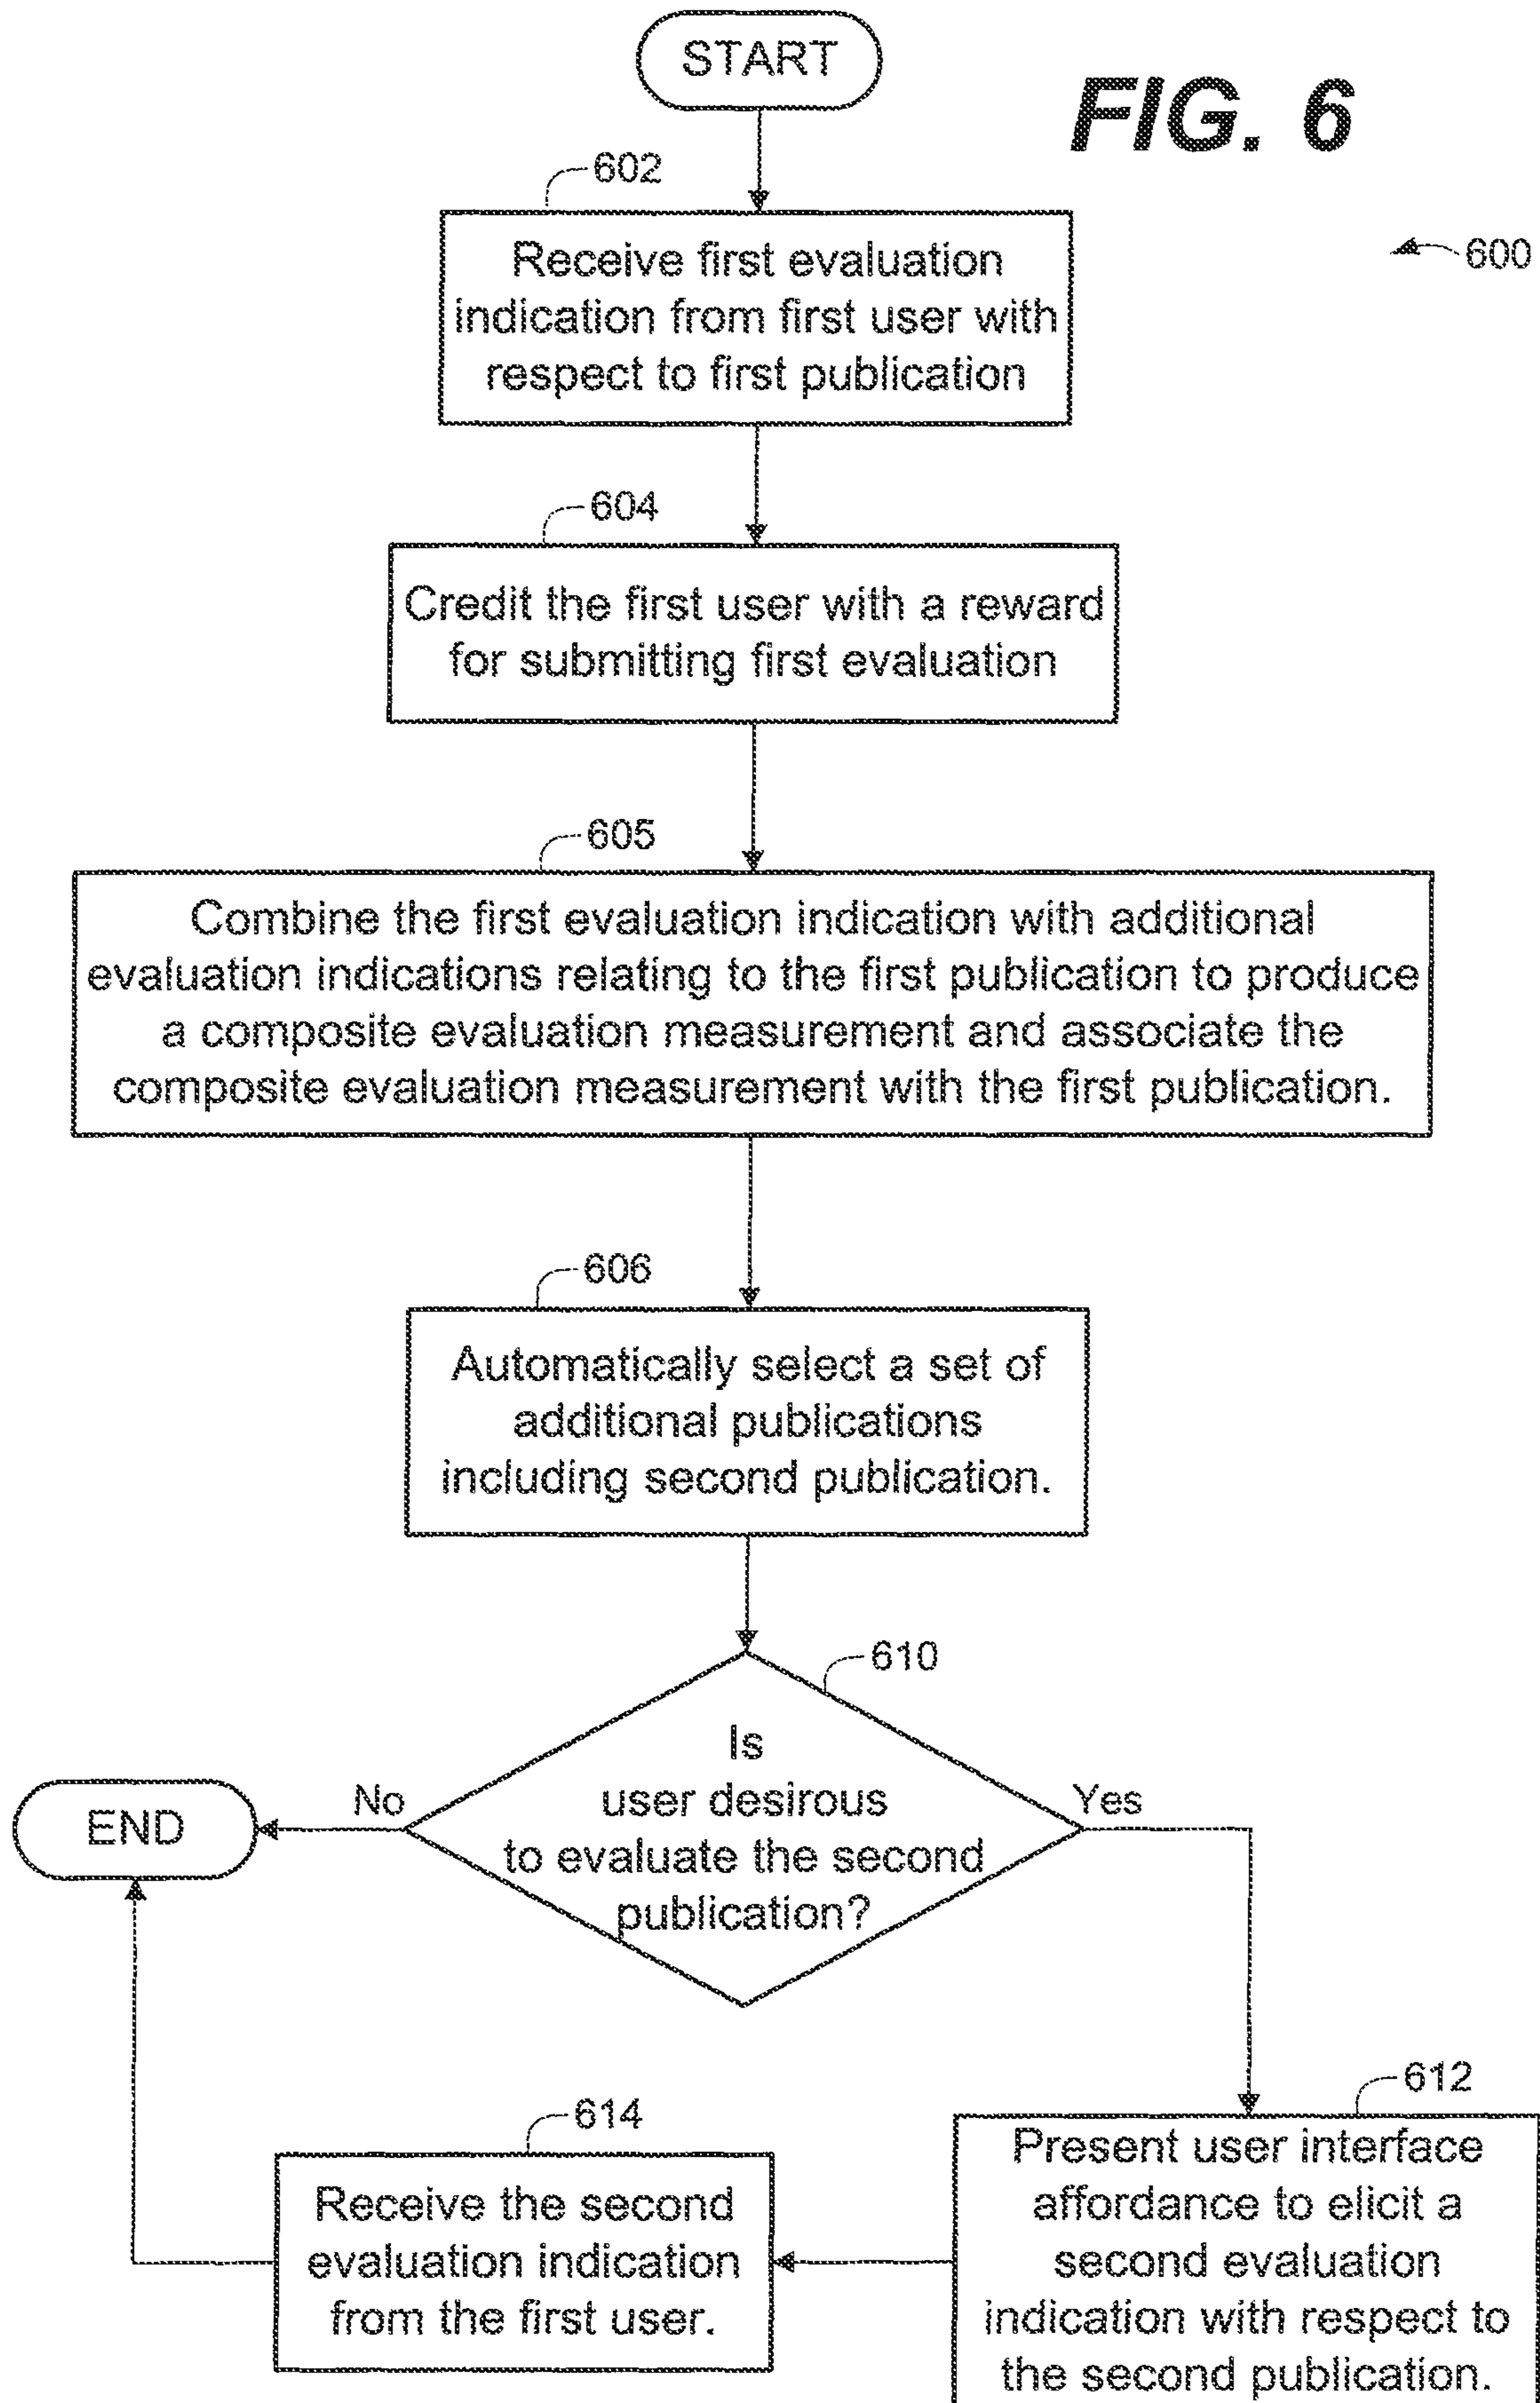 START
FIG. 6
602
600
Receive first evaluation
indication from first user with
respect to first publication
604
Credit the first user with a reward
for submitting first evaluation
605
Combine the first evaluation indication with additional
evaluation indications relating to the first publication to produce
a composite evaluation measurement and associate the
composite evaluation measurement with the first publication.
606
Automatically select a set of
additional publications
including second publication.
610
Is
user desirous
to evaluate the second
publication?
No
Yes
END
612
Present user interface
affordance to elicit a
second evaluation
indication with respect to
the second publication.
614
Receive the second
evaluation indication
from the first user.